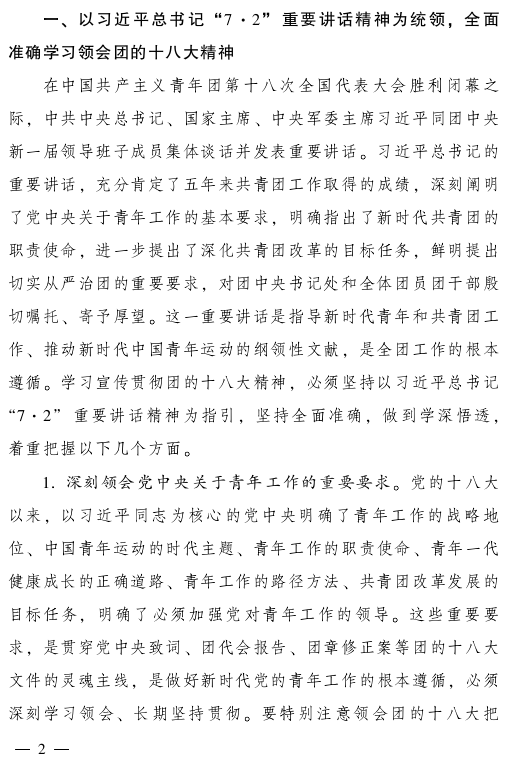 一、以习近平总书记“7·2”重要讲话精神为统领，全面
准确学习领会团的十八大精神
在中国共产主义青年团第十八次全国代表大会胜利闭幕之
际，中共中央总书记、国家主席、中央军委主席习近平同团中央
新一届领导班子成员集体谈话并发表重要讲话。习近平总书记的
重要讲话，充分肯定了五年来共青团工作取得的成绩，深刻阐明
了党中央关于青年工作的基本要求，明确指出了新时代共青团的
职责使命，进一步提出了深化共青团改革的目标任务，鲜明提出
切实从严治团的重要要求，对团中央书记处和全体团员团干部殷
切嘱托、寄予厚望。这一重要讲话是指导新时代青年和共青团工
作、推动新时代中国青年运动的纲领性文献，是全团工作的根本
遵循。学习宣传贯彻团的十八大精神，必须坚持以习近平总书记
“7·2”重要讲话精神为指引，坚持全面准确，做到学深悟透，
着重把握以下几个方面。
1. 深刻领会党中央关于青年工作的重要要求。党的十八大
以来，以习近平同志为核心的党中央明确了青年工作的战略地
位、中国青年运动的时代主题、青年工作的职责使命、青年一代
健康成长的正确道路、青年工作的路径方法、共青团改革发展的
目标任务，明确了必须加强党对青年工作的领导。这些重要要
求，是贯穿党中央致词、团代会报告、团章修正案等团的十八大
文件的灵魂主线，是做好新时代党的青年工作的根本遵循，必须
深刻学习领会、长期坚持贯彻。要特别注意领会团的十八大把
— 2 —